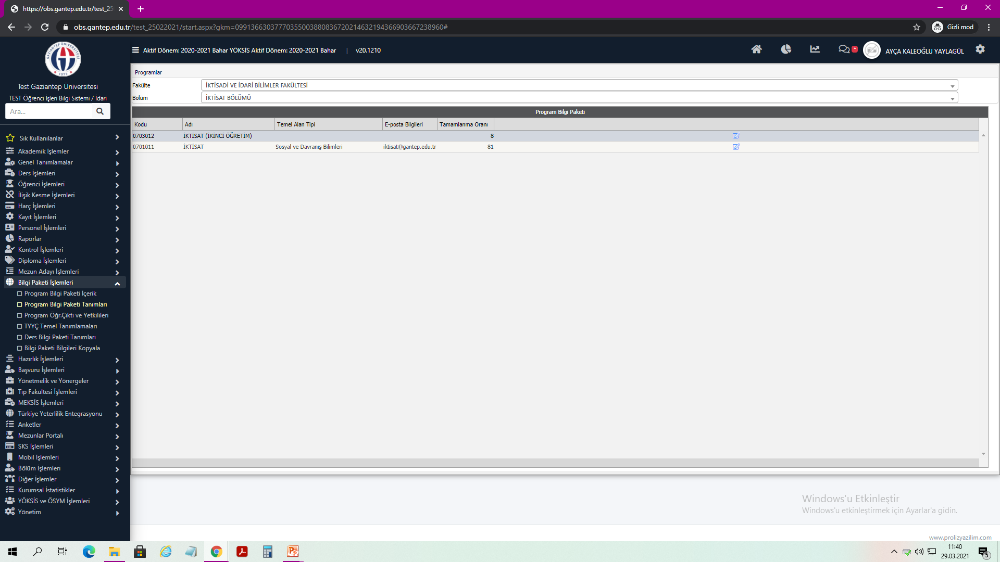 https://obs.gantep.edu.tr/test_25
obs.gantep.edu.tr/test_25022021/start.aspx?gkm=0991366303777035500388083672021463219436690366723896​0#
Gizli mod
GAZİANTEP ÜNİVERSİTESİ
1973
Test Gaziantep Üniversitesi
TEST Öğrenci İşleri Bilgi Sistemi / İdari
Ara...
Aktif Dönem: 2020-2021 Bahar YÖKSİS Aktif Dönem: 2020-2021 Bahar | v20.1210
AYÇA KALEOĞLU YAYLAGÜL
Sık Kullanılanlar
Akademik İşlemler
Genel Tanımlamalar
Ders İşlemleri
Öğrenci İşlemleri
İlişik Kesme İşlemleri
Harç İşlemleri
Kayıt İşlemleri
Personel İşlemleri
Raporlar
Kontrol İşlemleri
Diploma İşlemleri
Mezun Adayı İşlemleri
Bilgi Paketi İşlemleri
Program Bilgi Paketi İçerik
Program Bilgi Paketi Tanımları
Program Öğr.Çıktı ve Yetkilileri
TYYÇ Temel Tanımlamaları
Ders Bilgi Paketi Tanımları
Bilgi Paketi Bilgileri Kopyala
Hazırlık İşlemleri
Başvuru İşlemleri
Yönetmelik ve Yönergeler
Tıp Fakültesi İşlemleri
MEKSİS İşlemleri
Türkiye Yeterlilik Entegrasyonu
Anketler
Mezunlar Portalı
SKS İşlemleri
Mobil İşlemleri
Bölüm İşlemleri
Diğer İşlemler
Kurumsal İstatistikler
YÖKSİS ve ÖSYM İşlemleri
Yönetim
Programlar
Fakülte İKTİSADİ VE İDARİ BİLİMLER FAKÜLTESİ
Bölüm İKTİSAT BÖLÜMÜ
Program Bilgi Paketi
Kodu Adı Temel Alan Tipi E-posta Bilgileri Tamamlanma Oranı
0703012 İKTİSAT (İKİNCİ ÖĞRETİM) 8
0701011 İKTİSAT Sosyal ve Davranış Bilimleri iktisat@gantep.edu.tr 81
Windows'u Etkinleştir
Windows'u etkinleştirmek için Ayarlar'a gidin.
www.prolizyazilim.com
11:40
29.03.2021
5